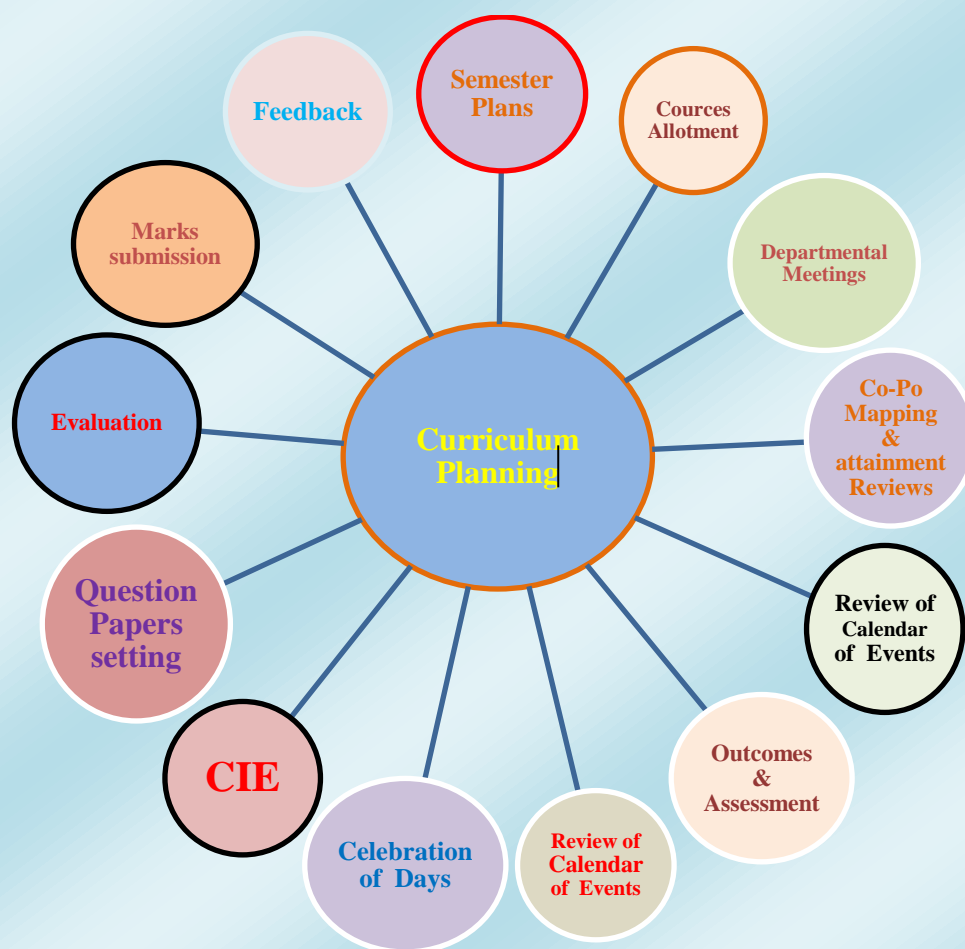 Semester
Plans
Cources
Allotment
Departmental
Meetings
Co-Po
Mapping
&
attainment
Reviews
Review of
Calendar
of Events
Outcomes
&
Assessment
Review of
Calendar
of Events
Celebration
of Days
CIE
Question
Papers
setting
Evaluation
Marks
submission
Feedback
Curriculum
Planning